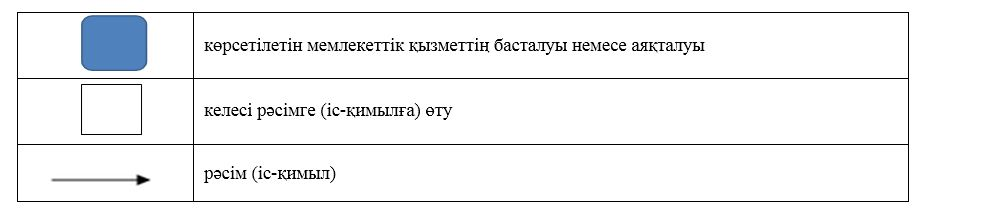 көрсетілетін мемлекеттік қызметтің басталуы немесе аяқталуы
келесі рәсімге (іс-қимылға) өту
рәсім (іс-қимыл)